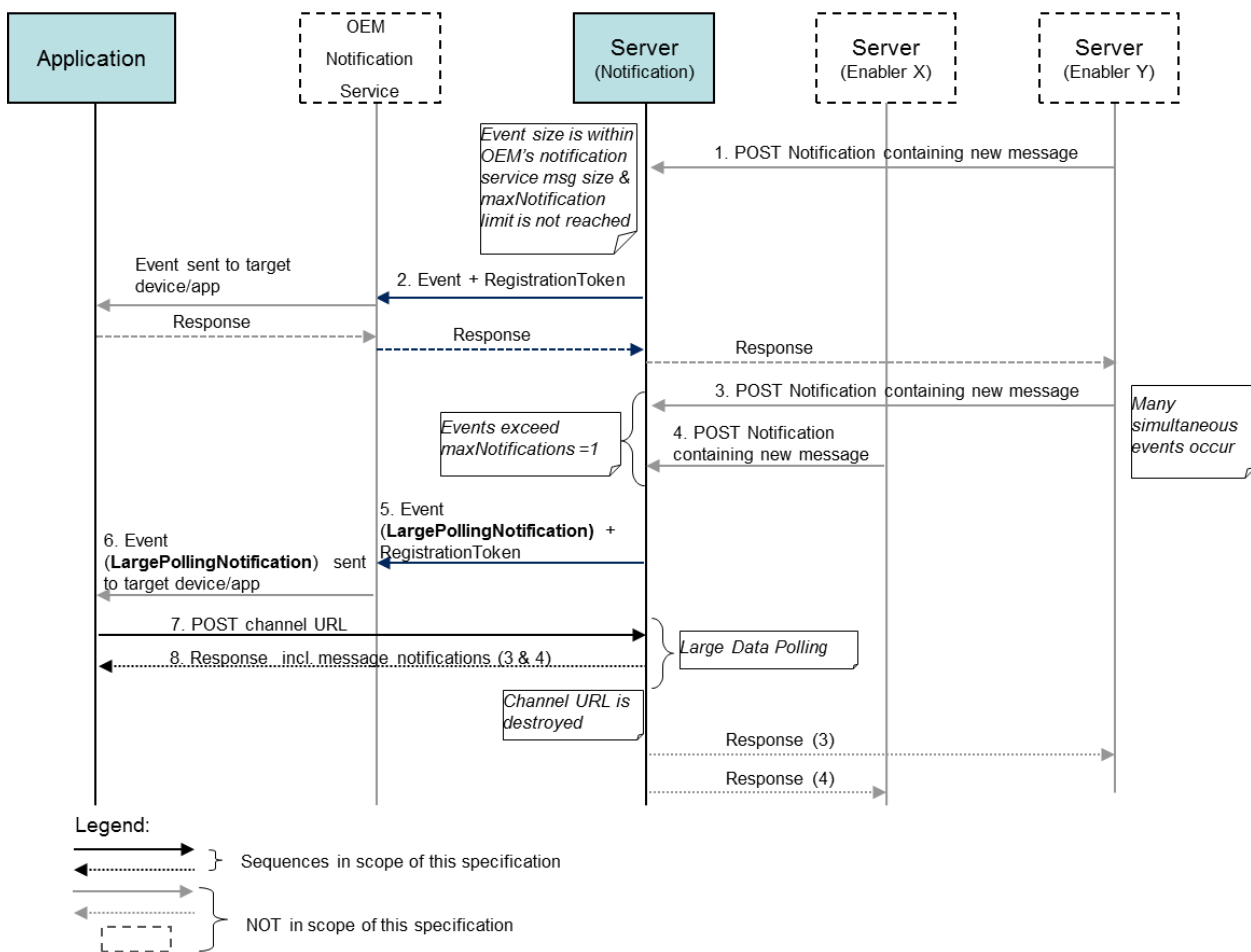 Application
OEM
Notification
Service
Server
(Notification)
Server
(Enabler X)
Server
(Enabler Y)
Event size is within
OEM's notification
service msg size &
maxNotification
limit is not reached
1. POST Notification containing new message
Event sent to target
device/app
2. Event + RegistrationToken
Response
Response
Response
3. POST Notification containing new message
Many
simultaneous
events occur
Events exceed
maxNotifications =1
4. POST Notification
containing new message
5. Event
(LargePollingNotification) +
RegistrationToken
6. Event
(LargePollingNotification) sent
to target device/app
7. POST channel URL
Large Data Polling
8. Response incl. message notifications (3 & 4)
Channel URL is
destroyed
Response (3)
Response (4)
Legend:
Sequences in scope of this specification
NOT in scope of this specification